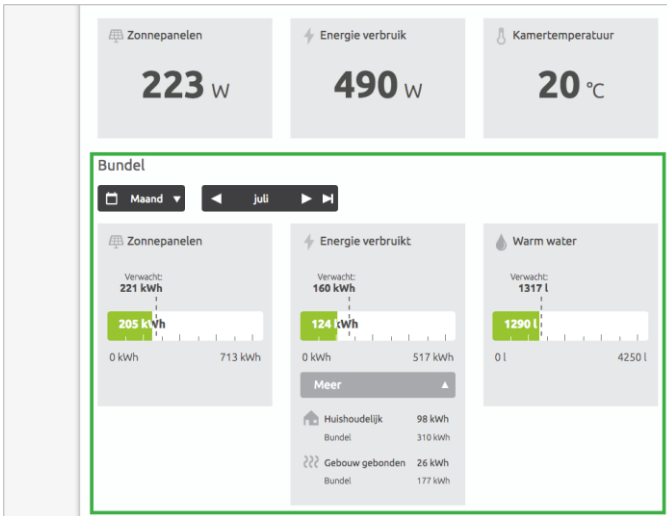 Zonnepanelen
223 W
Energie verbruik
490 W
Kamertemperatuur
20 °C
Bundel
Maand
juli
Zonnepanelen
Verwacht:
221 kWh
205 kWh
0 kWh 713 kWh
Energie verbruikt
Verwacht:
160 kWh
124 kWh
0 kWh 517 kWh
Meer
Huishoudelijk 98 kWh
Bundel 310 kWh
Gebouw gebonden 26 kWh
Bundel 177 kWh
Warm water
Verwacht:
1317 l
1290 l
0 l 4250 l